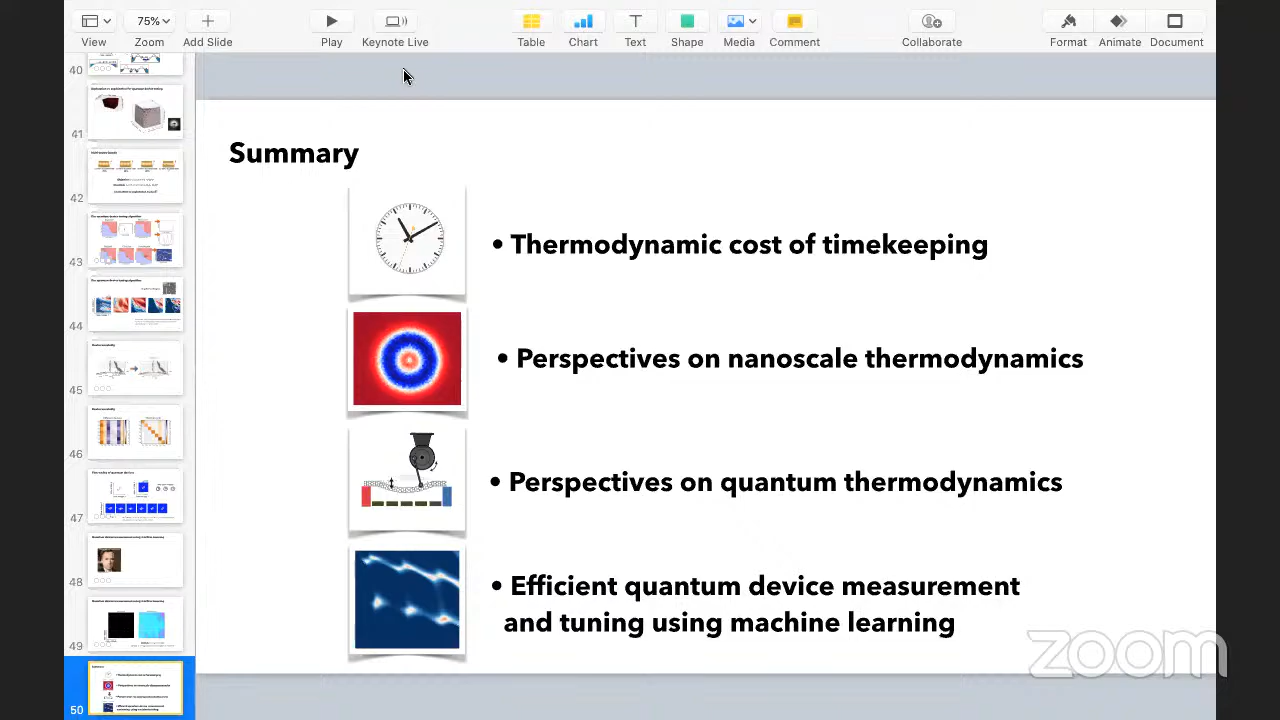 View
75%
Zoom
Add Slide
Play
Keynote Live
Table
Chart
Text
Shape
Media
Comment
Collaborate
Format
Animate
Document
40
41
42
43
44
45
46
47
48
49
50
Summary
• Thermodynamic cost of timekeeping
• Perspectives on nanoscale thermodynamics
• Perspectives on quantum thermodynamics
• Efficient quantum device measurement
and tuning using machine learning
zoom